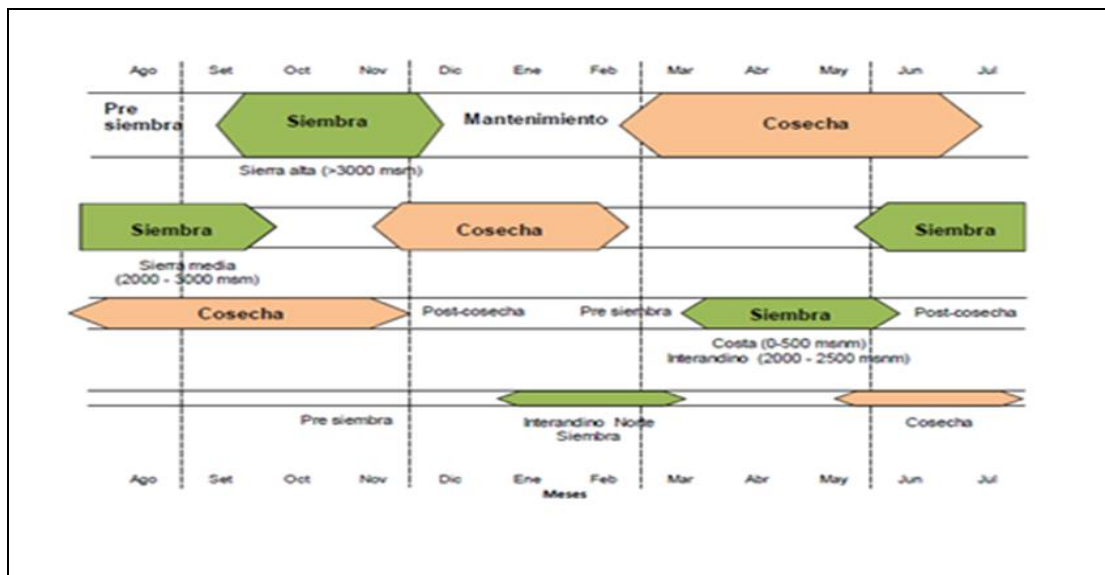 Ago Set Oct Nov Dic Ene Feb Mar Abr May Jun Jul
Pre
siembra
Siembra
Mantenimiento
Cosecha
Sierra alta (>3000 msm)
Siembra
Cosecha
Siembra
Sierra media
(2000 - 3000 msm)
Cosecha
Post-cosecha
Pre siembra
Siembra
Post-cosecha
Costa (0-500 msnm)
Interandino (2000 - 2500 msnm)
Pre siembra
Interandino Norte
Siembra
Cosecha
Ago Set Oct Nov Dic Ene Feb Mar Abr May Jun Jul
Meses